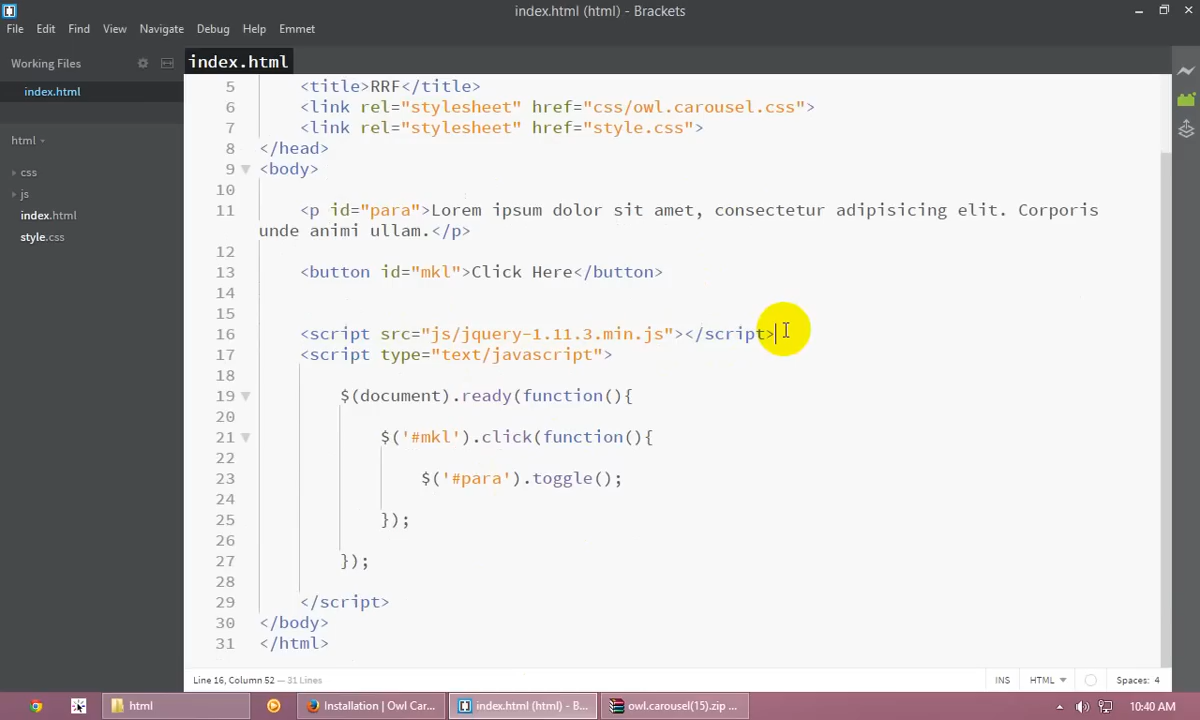 index.html (html) - Brackets
File Edit Find View Navigate Debug Help Emmet
Working Files
index.html
html
css
js
index.html
style.css
index.html
5 <title>RRF</title>
6 <link rel="stylesheet" href="css/owl.carousel.css">
7 <link rel="stylesheet" href="style.css">
8 </head>
9 <body>
10
11 <p id="para">Lorem ipsum dolor sit amet, consectetur adipisicing elit. Corporis
unde animi ullam.</p>
12
13 <button id="mkl">Click Here</button>
14
15
16 <script src="js/jquery-1.11.3.min.js"></script>
17 <script type="text/javascript">
18
19 $(document).ready(function(){
20
21 $('#mkl').click(function(){
22
23 $('#para').toggle();
24
25 });
26
27 });
28
29 </script>
30 </body>
31 </html>
Line 16, Column 52 — 31 Lines
INS HTML Spaces: 4
html Installation | Owl Car... index.html (html) - B... owl.carousel(15).zip ... 10:40 AM